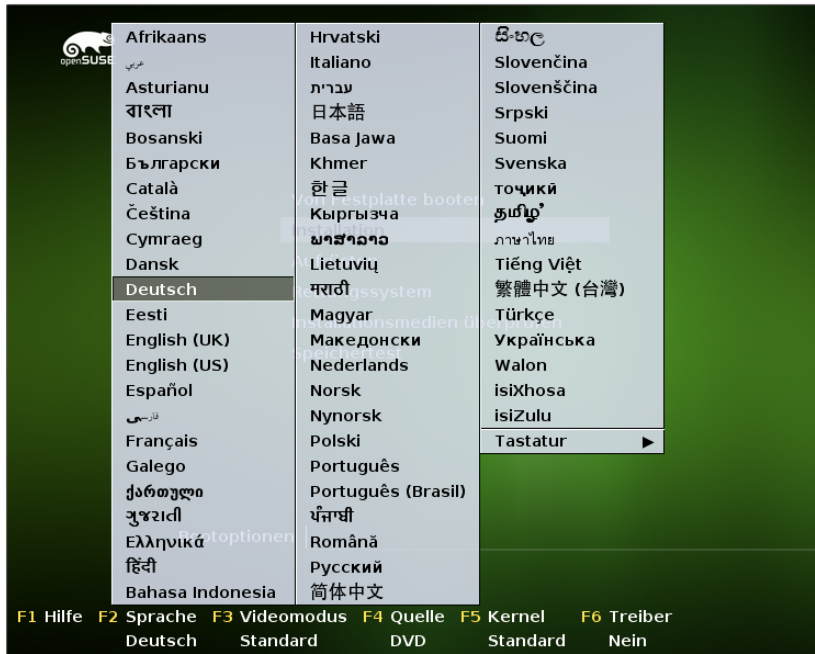 openSUSE
Afrikaans
عربي
Asturianu
বাংলা
Bosanski
Български
Català
Čeština
Cymraeg
Dansk
Deutsch
Eesti
English (UK)
English (US)
Español
فارسی
Français
Galego
ქართული
ગુજરાતી
Ελληνικά
हिंदी
Bahasa Indonesia
Hrvatski
Italiano
עברית
日本語
Basa Jawa
Khmer
한글
Кыргызча
ພາສາລາວ
Lietuvių
मराठी
Magyar
Македонски
Nederlands
Norsk
Nynorsk
Polski
Português
Português (Brasil)
ਪੰਜਾਬੀ
Română
Русский
简体中文
සිංහල
Slovenčina
Slovenščina
Srpski
Suomi
Svenska
тоҷикӣ
தமிழ்
ภาษาไทย
Tiếng Việt
繁體中文 (台灣)
Türkçe
Українська
Walon
isiXhosa
isiZulu
Tastatur ▶
Von Festplatte booten
Installation
Installationsmedien überprüfen
Speichertest
Bootoptionen
F1 Hilfe F2 Sprache F3 Videomodus F4 Quelle F5 Kernel F6 Treiber
Deutsch Standard DVD Standard Nein